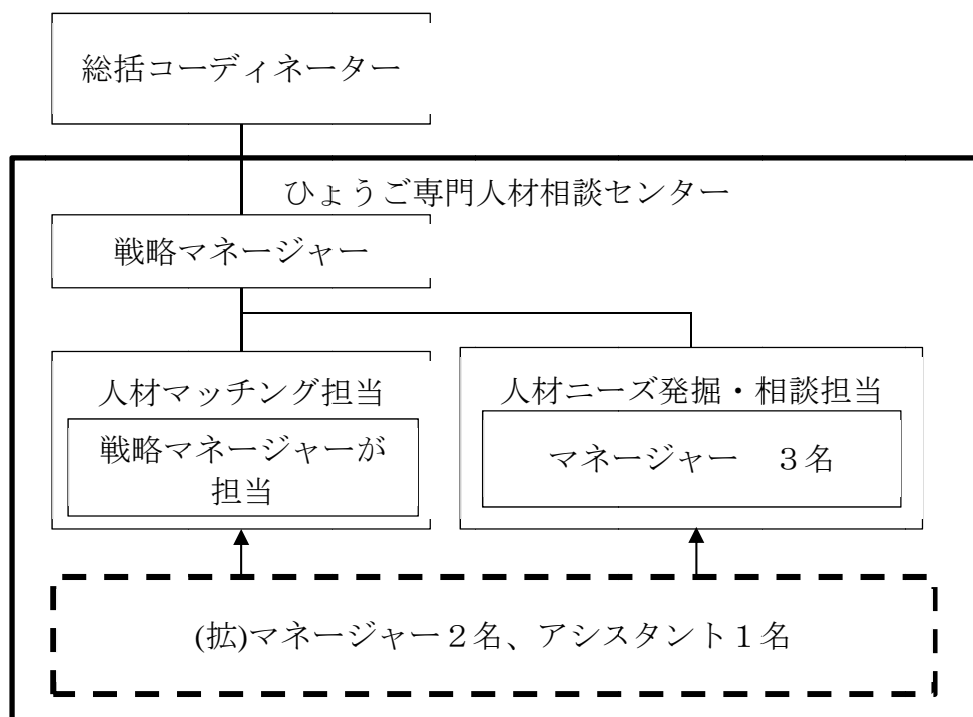 総括コーディネーター
ひょうご専門人材相談センター
戦略マネージャー
人材マッチング担当
戦略マネージャーが
担当
人材ニーズ発掘・相談担当
マネージャー　３名
(拡)マネージャー２名、アシスタント１名